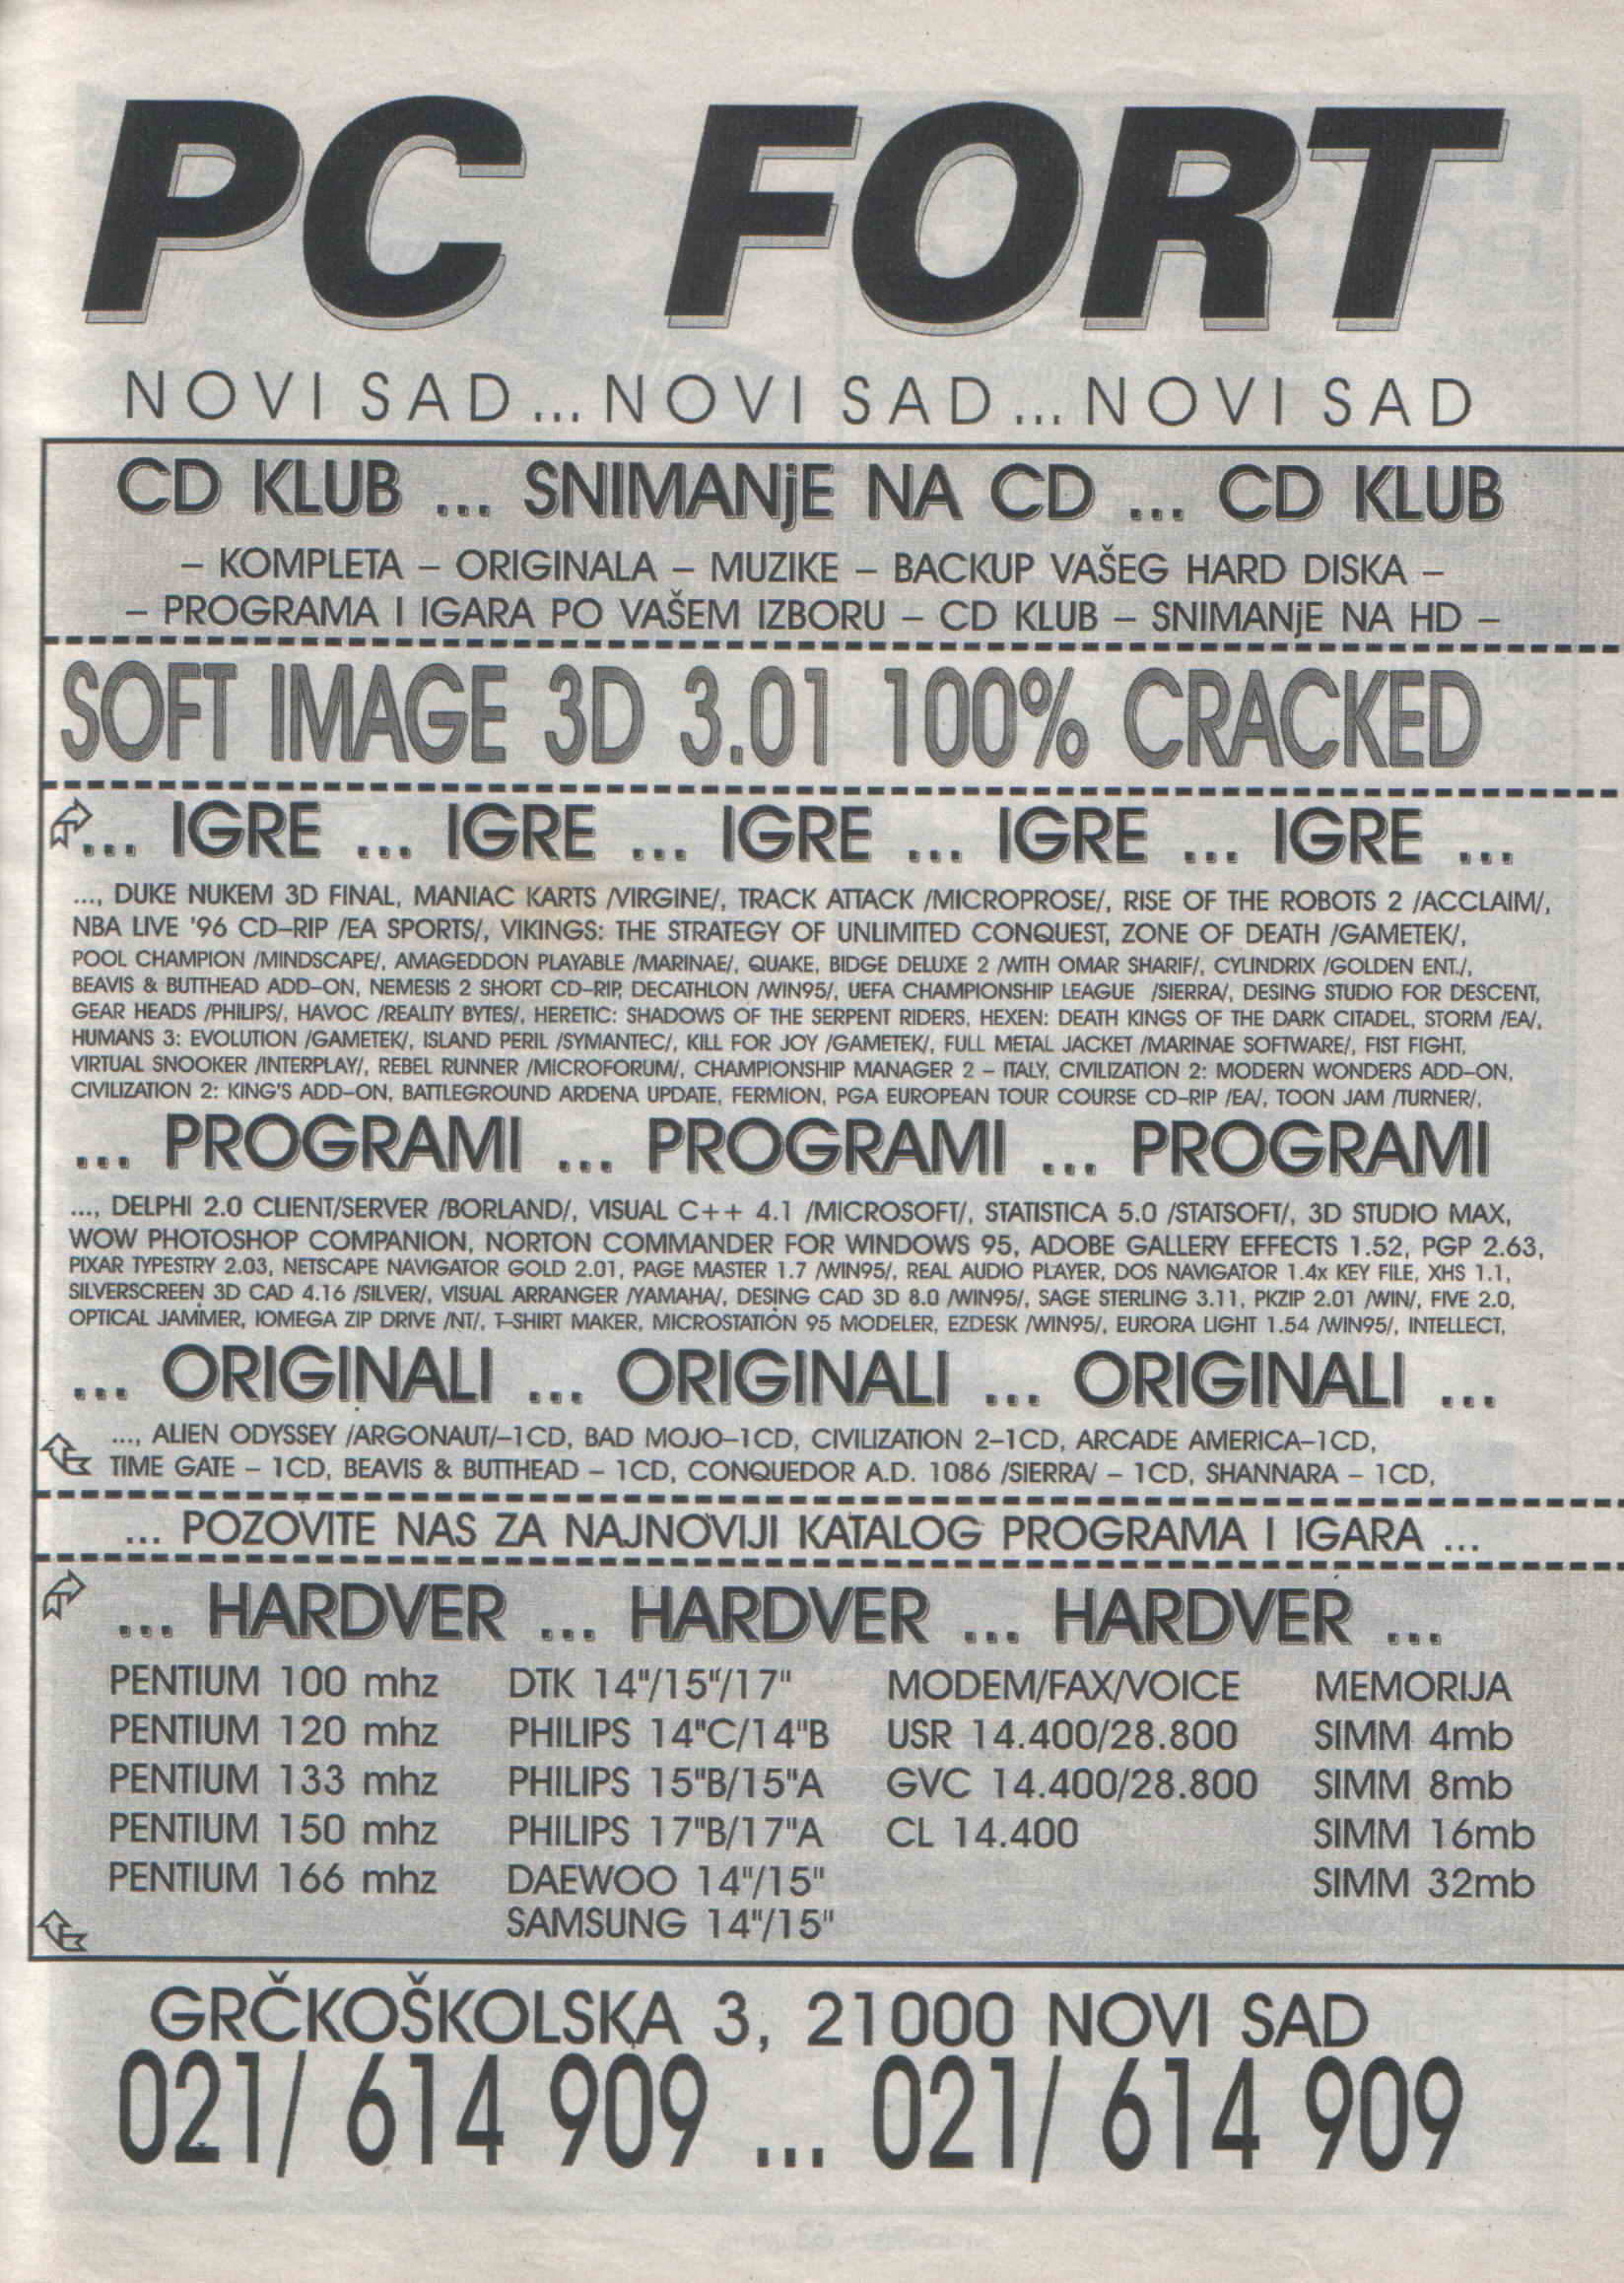 PC FORT
NOVI SAD... NOVI SAD... NOVI SAD
CD KLUB ... SNIMANjE NA CD ... CD KLUB
– KOMPLETA – ORIGINALA – MUZIKE – BACKUP VAŠEG HARD DISKA –
– PROGRAMA I IGARA PO VAŠEM IZBORU – CD KLUB – SNIMANjE NA HD –
SOFT IMAGE 3D 3.01 100% CRACKED
... IGRE ... IGRE ... IGRE ... IGRE ... IGRE ...
..., DUKE NUKEM 3D FINAL, MANIAC KARTS /VIRGINE/, TRACK ATTACK /MICROPROSE/, RISE OF THE ROBOTS 2 /ACCLAIM/,
NBA LIVE '96 CD–RIP /EA SPORTS/, VIKINGS: THE STRATEGY OF UNLIMITED CONQUEST, ZONE OF DEATH /GAMETEK/,
POOL CHAMPION /MINDSCAPE/, AMAGEDDON PLAYABLE /MARINAE/, QUAKE, BIDGE DELUXE 2 /WITH OMAR SHARIF/, CYLINDRIX /GOLDEN ENT./,
BEAVIS & BUTTHEAD ADD–ON, NEMESIS 2 SHORT CD–RIP, DECATHLON /WIN95/, UEFA CHAMPIONSHIP LEAGUE /SIERRA/, DESING STUDIO FOR DESCENT,
GEAR HEADS /PHILIPS/, HAVOC /REALITY BYTES/, HERETIC: SHADOWS OF THE SERPENT RIDERS, HEXEN: DEATH KINGS OF THE DARK CITADEL, STORM /EA/,
HUMANS 3: EVOLUTION /GAMETEK/, ISLAND PERIL /SYMANTEC/, KILL FOR JOY /GAMETEK/, FULL METAL JACKET /MARINAE SOFTWARE/, FIST FIGHT,
VIRTUAL SNOOKER /INTERPLAY/, REBEL RUNNER /MICROFORUM/, CHAMPIONSHIP MANAGER 2 – ITALY, CIVILIZATION 2: MODERN WONDERS ADD–ON,
CIVILIZATION 2: KING'S ADD–ON, BATTLEGROUND ARDENA UPDATE, FERMION, PGA EUROPEAN TOUR COURSE CD–RIP /EA/, TOON JAM /TURNER/,
... PROGRAMI ... PROGRAMI ... PROGRAMI
..., DELPHI 2.0 CLIENT/SERVER /BORLAND/, VISUAL C++ 4.1 /MICROSOFT/, STATISTICA 5.0 /STATSOFT/, 3D STUDIO MAX,
WOW PHOTOSHOP COMPANION, NORTON COMMANDER FOR WINDOWS 95, ADOBE GALLERY EFFECTS 1.52, PGP 2.63,
PIXAR TYPESTRY 2.03, NETSCAPE NAVIGATOR GOLD 2.01, PAGE MASTER 1.7 /WIN95/, REAL AUDIO PLAYER, DOS NAVIGATOR 1.4x KEY FILE, XHS 1.1,
SILVERSCREEN 3D CAD 4.16 /SILVER/, VISUAL ARRANGER /YAMAHA/, DESING CAD 3D 8.0 /WIN95/, SAGE STERLING 3.11, PKZIP 2.01 /WIN/, FIVE 2.0,
OPTICAL JAMMER, IOMEGA ZIP DRIVE /NT/, T–SHIRT MAKER, MICROSTATION 95 MODELER, EZDESK /WIN95/, EURORA LIGHT 1.54 /WIN95/, INTELLECT,
... ORIGINALI ... ORIGINALI ... ORIGINALI ...
..., ALIEN ODYSSEY /ARGONAUT/–1CD, BAD MOJO–1CD, CIVILIZATION 2–1CD, ARCADE AMERICA–1CD,
TIME GATE – 1CD, BEAVIS & BUTTHEAD – 1CD, CONQUEDOR A.D. 1086 /SIERRA/ – 1CD, SHANNARA – 1CD,
... POZOVITE NAS ZA NAJNOVIJI KATALOG PROGRAMA I IGARA ...
... HARDVER ... HARDVER ... HARDVER ...
PENTIUM 100 mhz DTK 14"/15"/17" MODEM/FAX/VOICE MEMORIJA
PENTIUM 120 mhz PHILIPS 14"C/14"B USR 14.400/28.800 SIMM 4mb
PENTIUM 133 mhz PHILIPS 15"B/15"A GVC 14.400/28.800 SIMM 8mb
PENTIUM 150 mhz PHILIPS 17"B/17"A CL 14.400 SIMM 16mb
PENTIUM 166 mhz DAEWOO 14"/15" SIMM 32mb
SAMSUNG 14"/15"
GRČKOŠKOLSKA 3, 21000 NOVI SAD
021/ 614 909 ... 021/ 614 909